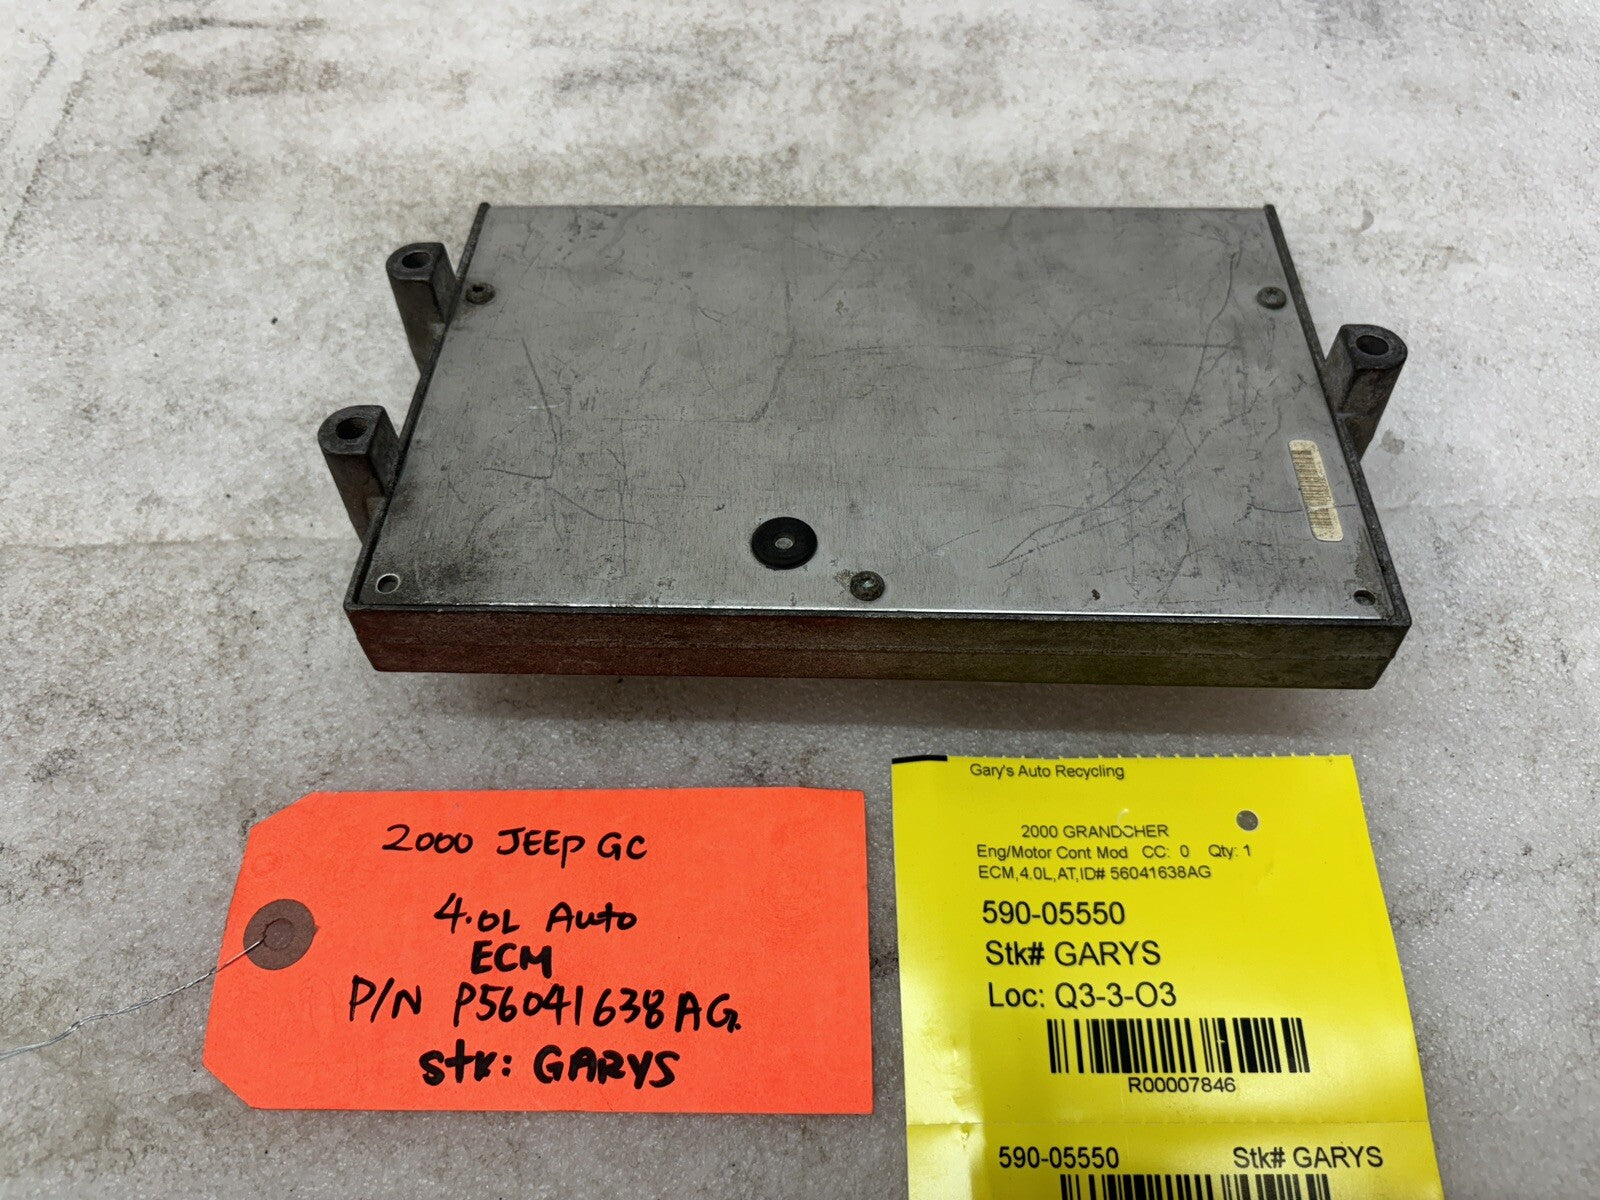 2000 JEEP GC
4.0L Auto
ECM
P/N P56041638AG.
stk: GARYS
Gary's Auto Recycling
2000 GRANDCHER
Eng/Motor Cont Mod CC: 0 Qty: 1
ECM,4.0L,AT,ID# 56041638AG
590-05550
Stk# GARYS
Loc: Q3-3-O3
R00007846
590-05550 Stk# GARYS